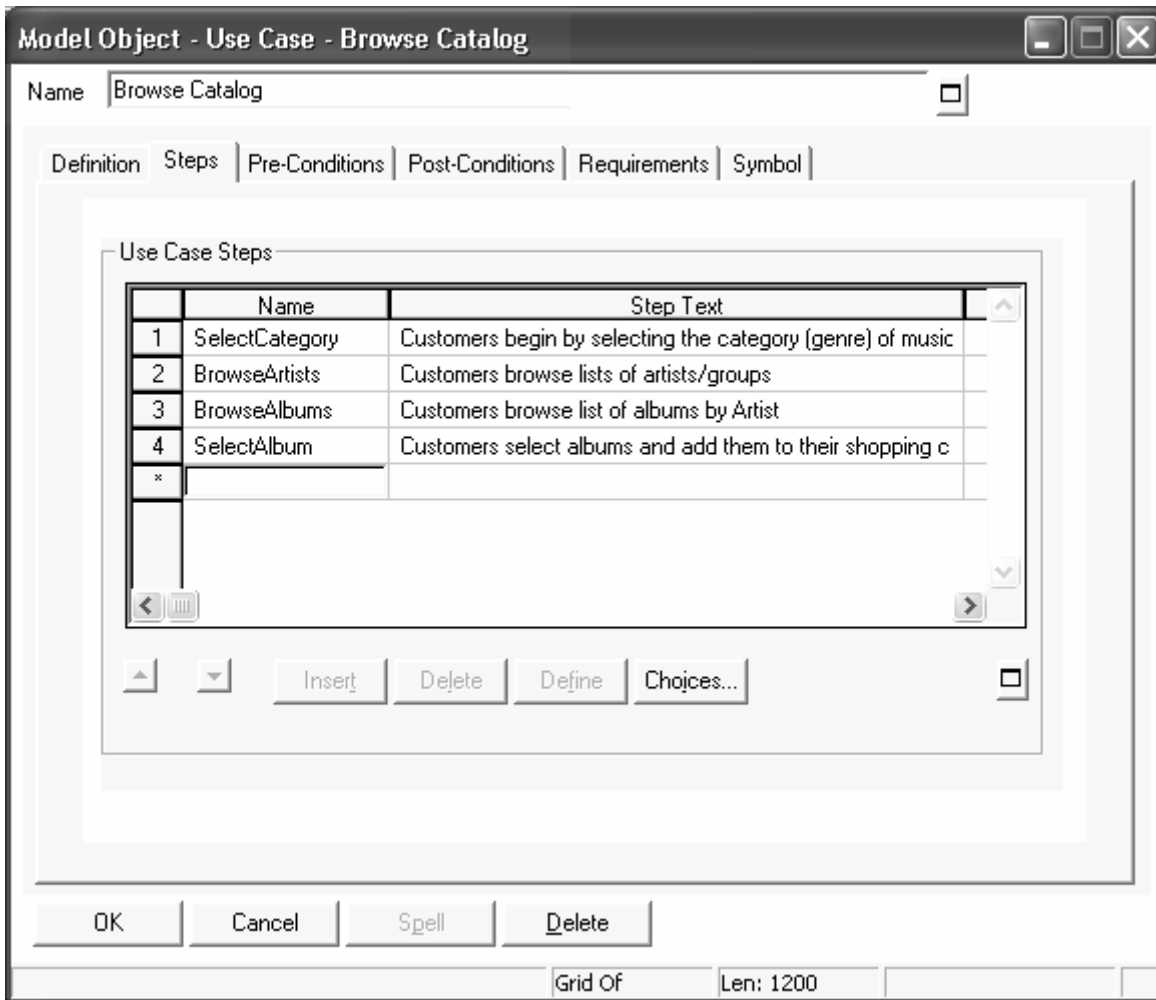 Model Object - Use Case - Browse Catalog
Name Browse Catalog
Definition Steps Pre-Conditions Post-Conditions Requirements Symbol
Use Case Steps
Name Step Text
1 SelectCategory Customers begin by selecting the category (genre) of music
2 BrowseArtists Customers browse lists of artists/groups
3 BrowseAlbums Customers browse list of albums by Artist
4 SelectAlbum Customers select albums and add them to their shopping c
*
Insert Delete Define Choices...
OK Cancel Spell Delete
Grid Of Len: 1200